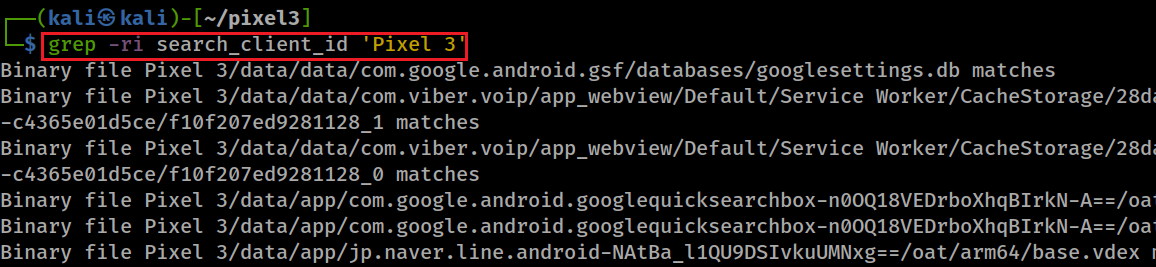 ┌──(kali㉿kali)-[~/pixel3]
└─$ grep -ri search_client_id 'Pixel 3'
Binary file Pixel 3/data/data/com.google.android.gsf/databases/googlesettings.db matches
Binary file Pixel 3/data/data/com.viber.voip/app_webview/Default/Service Worker/CacheStorage/28da
-c4365e01d5ce/f10f207ed9281128_1 matches
Binary file Pixel 3/data/data/com.viber.voip/app_webview/Default/Service Worker/CacheStorage/28da
-c4365e01d5ce/f10f207ed9281128_0 matches
Binary file Pixel 3/data/app/com.google.android.googlequicksearchbox-n0OQ18VEDrboXhqBIrkN-A==/oat
Binary file Pixel 3/data/app/com.google.android.googlequicksearchbox-n0OQ18VEDrboXhqBIrkN-A==/oat
Binary file Pixel 3/data/app/jp.naver.line.android-NAtBa_l1QU9DSIvkuUMNxg==/oat/arm64/base.vdex m